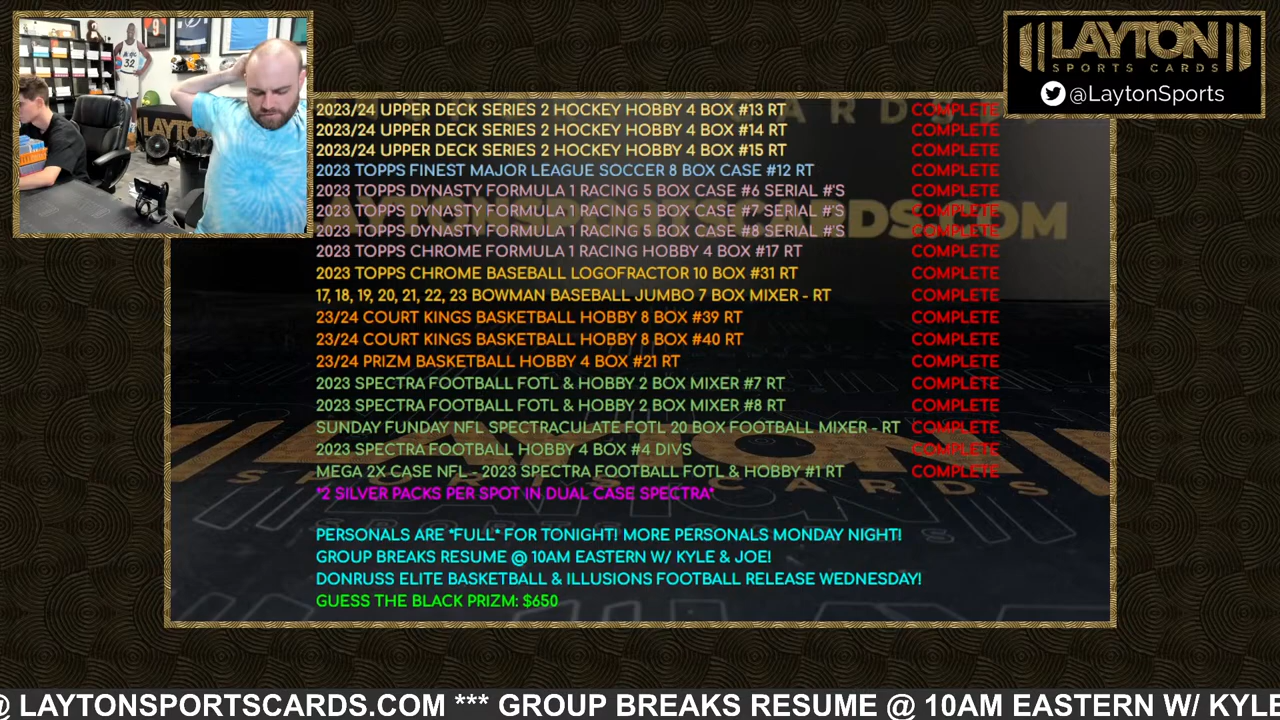 LAYTON
SPORTS CARDS
@LaytonSports
2023/24 UPPER DECK SERIES 2 HOCKEY HOBBY 4 BOX #13 RT COMPLETE
2023/24 UPPER DECK SERIES 2 HOCKEY HOBBY 4 BOX #14 RT COMPLETE
2023/24 UPPER DECK SERIES 2 HOCKEY HOBBY 4 BOX #15 RT COMPLETE
2023 TOPPS FINEST MAJOR LEAGUE SOCCER 8 BOX CASE #12 RT COMPLETE
2023 TOPPS DYNASTY FORMULA 1 RACING 5 BOX CASE #6 SERIAL #'S COMPLETE
2023 TOPPS DYNASTY FORMULA 1 RACING 5 BOX CASE #7 SERIAL #'S COMPLETE
2023 TOPPS DYNASTY FORMULA 1 RACING 5 BOX CASE #8 SERIAL #'S COMPLETE
2023 TOPPS CHROME FORMULA 1 RACING HOBBY 4 BOX #17 RT COMPLETE
2023 TOPPS CHROME BASEBALL LOGOFRACTOR 10 BOX #31 RT COMPLETE
17, 18, 19, 20, 21, 22, 23 BOWMAN BASEBALL JUMBO 7 BOX MIXER - RT COMPLETE
23/24 COURT KINGS BASKETBALL HOBBY 8 BOX #39 RT COMPLETE
23/24 COURT KINGS BASKETBALL HOBBY 8 BOX #40 RT COMPLETE
23/24 PRIZM BASKETBALL HOBBY 4 BOX #21 RT COMPLETE
2023 SPECTRA FOOTBALL FOTL & HOBBY 2 BOX MIXER #7 RT COMPLETE
2023 SPECTRA FOOTBALL FOTL & HOBBY 2 BOX MIXER #8 RT COMPLETE
SUNDAY FUNDAY NFL SPECTRACULATE FOTL 20 BOX FOOTBALL MIXER - RT COMPLETE
2023 SPECTRA FOOTBALL HOBBY 4 BOX #4 DIVS COMPLETE
MEGA 2X CASE NFL - 2023 SPECTRA FOOTBALL FOTL & HOBBY #1 RT COMPLETE
*2 SILVER PACKS PER SPOT IN DUAL CASE SPECTRA*
PERSONALS ARE *FULL* FOR TONIGHT! MORE PERSONALS MONDAY NIGHT!
GROUP BREAKS RESUME @ 10AM EASTERN W/ KYLE & JOE!
DONRUSS ELITE BASKETBALL & ILLUSIONS FOOTBALL RELEASE WEDNESDAY!
GUESS THE BLACK PRIZM: $650
@ LAYTONSPORTSCARDS.COM *** GROUP BREAKS RESUME @ 10AM EASTERN W/ KYLE